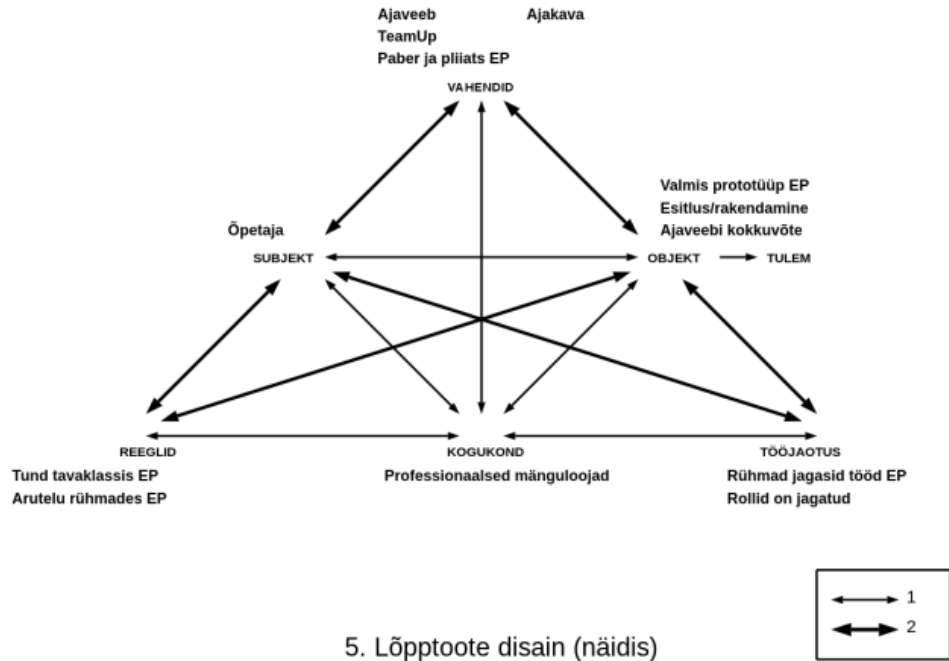 Ajaveeb Ajakava
TeamUp
Paber ja pliiats EP
VAHENDID
Valmis prototüüp EP
Esitlus/rakendamine
Õpetaja Ajaveebi kokkuvõte
SUBJEKT OBJEKT TULEM
REEGLID KOGUKOND TÖÖJAOTUS
Tund tavaklassis EP Professionaalsed mänguloojad Rühmad jagasid tööd EP
Arutelu rühmades EP Rollid on jagatud
1
2
5. Lõpptoote disain (näidis)